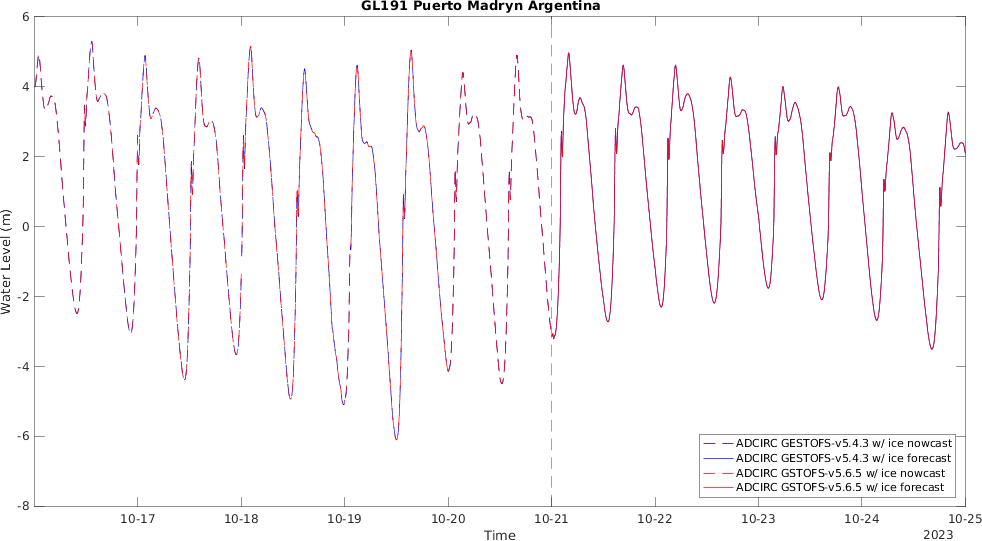 GL191 Puerto Madryn Argentina
6
4
2
0
-2
-4
-6
-8
Water Level (m)
ADCIRC GESTOFS-v5.4.3 w/ ice nowcast
ADCIRC GESTOFS-v5.4.3 w/ ice forecast
ADCIRC GSTOFS-v5.6.5 w/ ice nowcast
ADCIRC GSTOFS-v5.6.5 w/ ice forecast
10-17 10-18 10-19 10-20 10-21 10-22 10-23 10-24 10-25
Time
2023